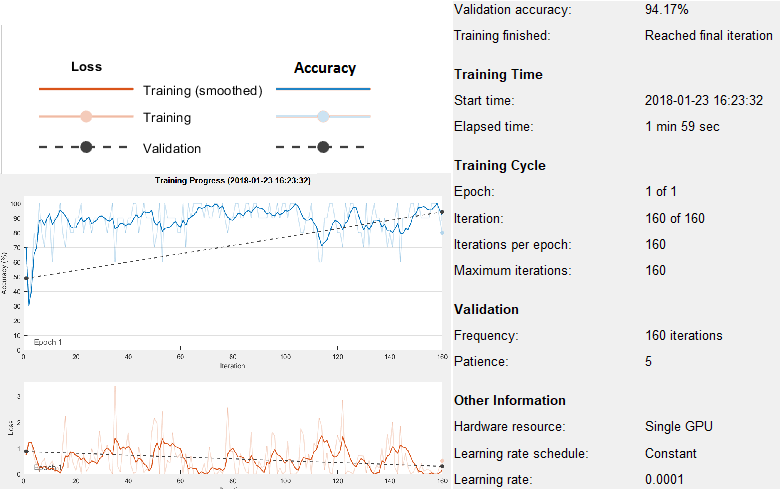 Validation accuracy: 94.17%
Training finished: Reached final iteration
Loss Accuracy
Training (smoothed)
Training
Validation
Training Time
Start time: 2018-01-23 16:23:32
Elapsed time: 1 min 59 sec
Training Cycle
Epoch: 1 of 1
Iteration: 160 of 160
Iterations per epoch: 160
Maximum iterations: 160
Validation
Frequency: 160 iterations
Patience: 5
Other Information
Hardware resource: Single GPU
Learning rate schedule: Constant
Learning rate: 0.0001
Training Progress (2018-01-23 16:23:32)
Accuracy (%)
100
90
80
70
60
50
40
30
20
10
0
Epoch 1
0 20 40 60 80 100 120 140 160
Iteration
Loss
3
2
1
0
Epoch 1
0 20 40 60 80 100 120 140 160